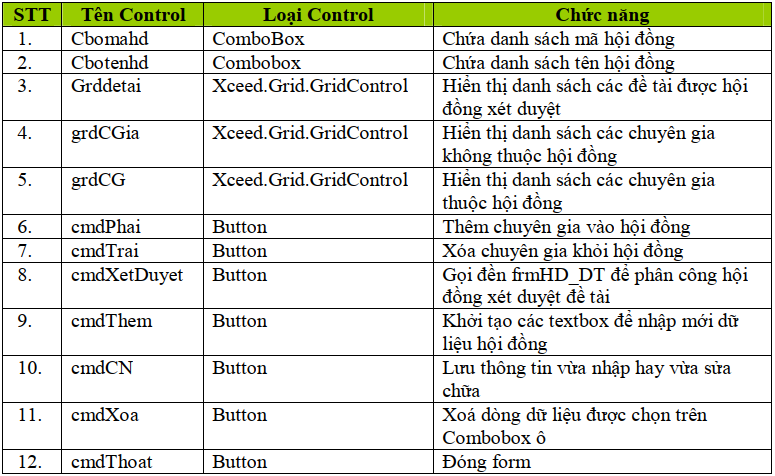 STT Tên Control Loại Control Chức năng
1. Cbomahd ComboBox Chứa danh sách mã hội đồng
2. Cbotenhd Combobox Chứa danh sách tên hội đồng
3. Grddetai Xceed.Grid.GridControl Hiển thị danh sách các đề tài được hội
đồng xét duyệt
4. grdCGia Xceed.Grid.GridControl Hiển thị danh sách các chuyên gia
không thuộc hội đồng
5. grdCG Xceed.Grid.GridControl Hiển thị danh sách các chuyên gia
thuộc hội đồng
6. cmdPhai Button Thêm chuyên gia vào hội đồng
7. cmdTrai Button Xóa chuyên gia khỏi hội đồng
8. cmdXetDuyet Button Gọi đền frmHD_DT để phân công hội
đồng xét duyệt đề tài
9. cmdThem Button Khởi tạo các textbox để nhập mới dữ
liệu hội đồng
10. cmdCN Button Lưu thông tin vừa nhập hay vừa sửa
chữa
11. cmdXoa Button Xoá dòng dữ liệu được chọn trên
Combobox ô
12. cmdThoat Button Đóng form